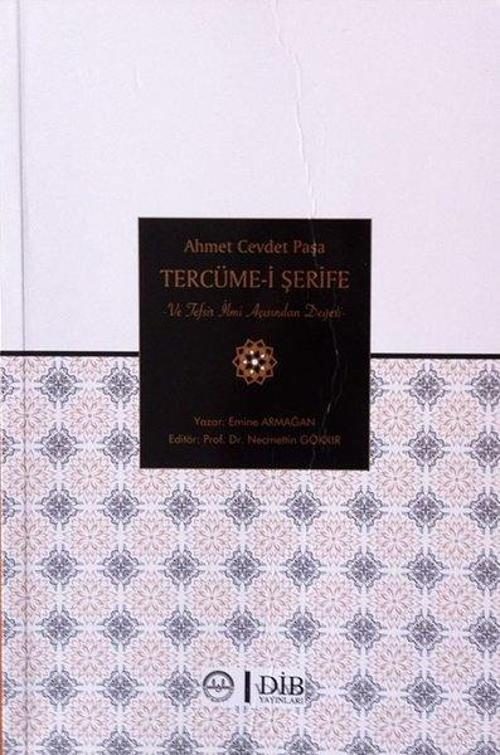 Ahmet Cevdet Paşa
TERCÜME-İ ŞERİFE
-Ve Tefsir İlmi Açısından Değeri-
Yazar: Emine ARMAĞAN
Editör: Prof. Dr. Necmettin GÖKKIR
DİB
YAYINLARI